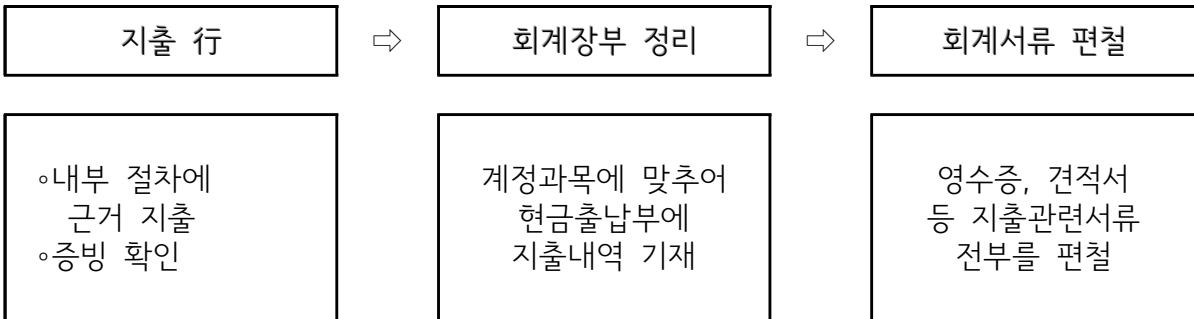 지출 行 ⇨ 회계장부 정리 ⇨ 회계서류 편철
◦내부 절차에
근거 지출
◦증빙 확인
계정과목에 맞추어
현금출납부에
지출내역 기재
영수증, 견적서
등 지출관련서류
전부를 편철